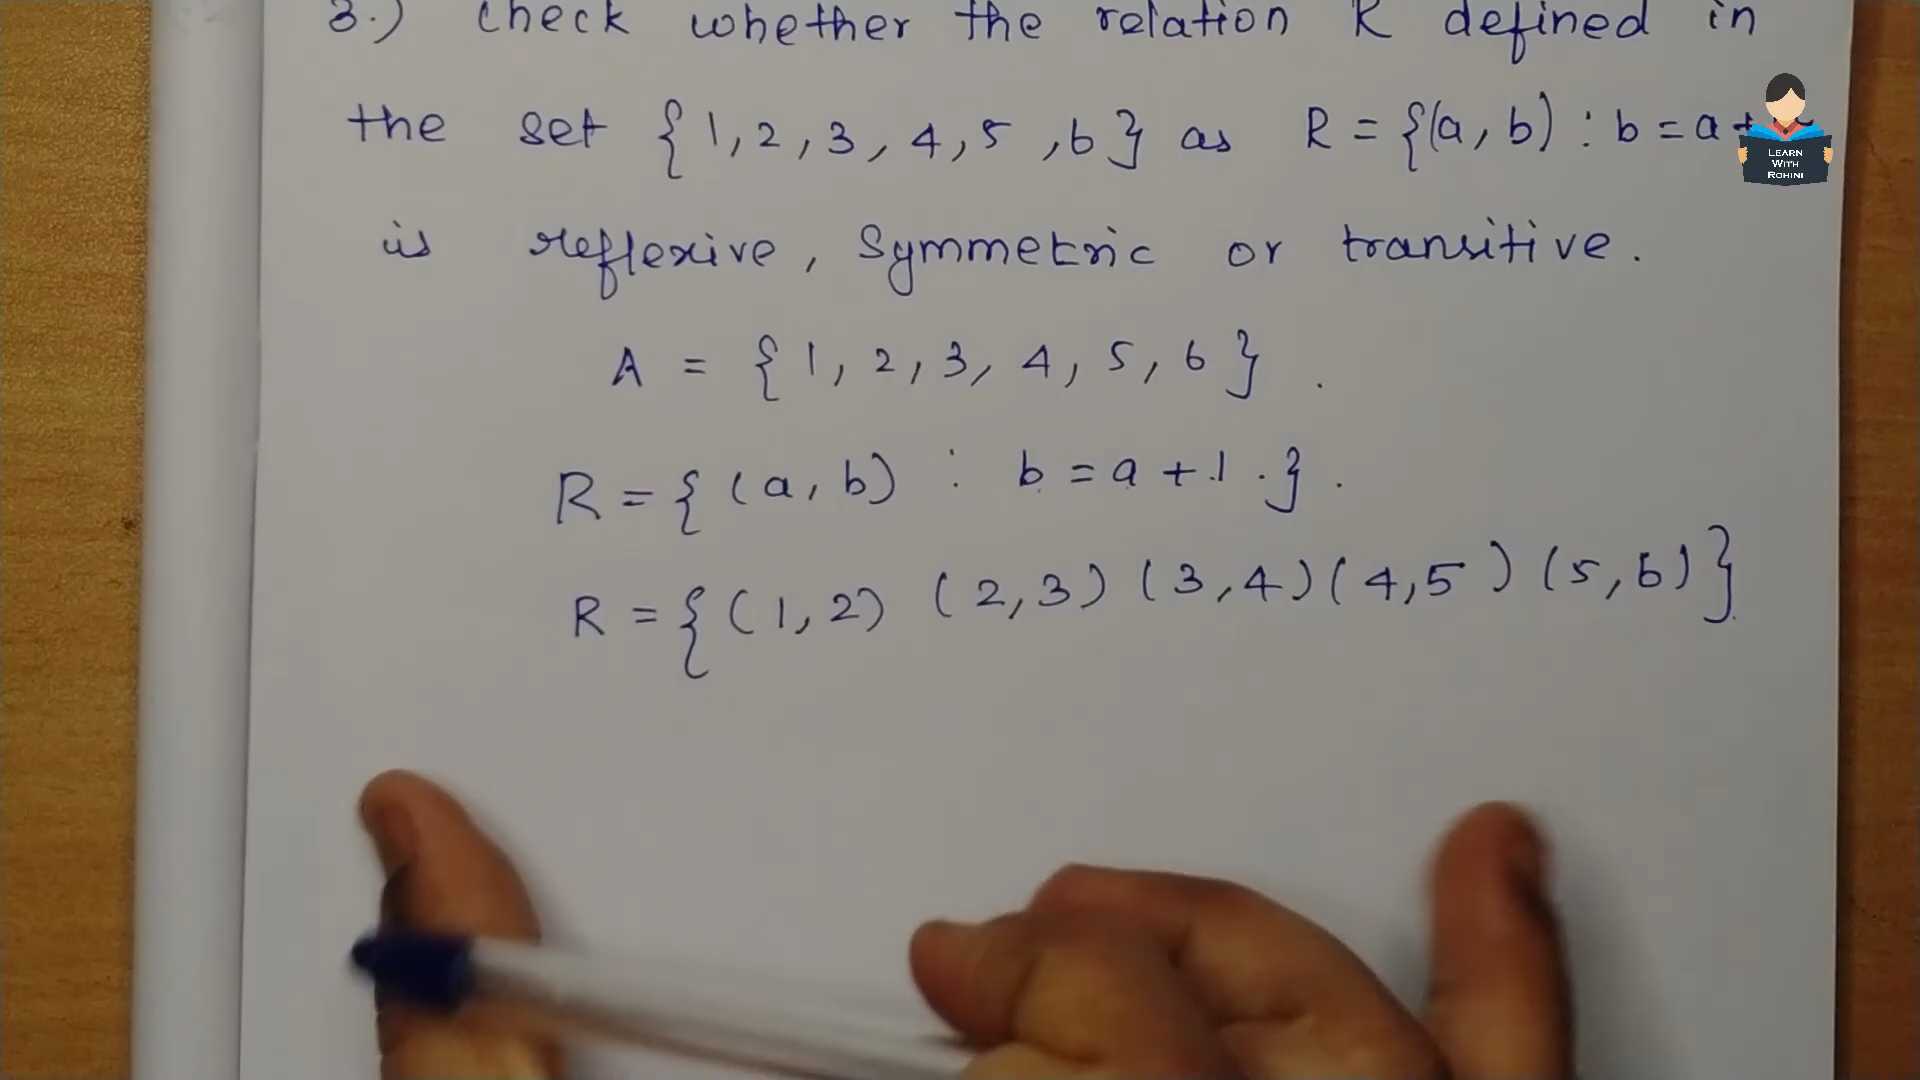 3.) Check whether the relation R defined in
the set {1,2,3,4,5,6} as R = {(a,b) : b = a +
is reflexive, Symmetric or transitive.
A = {1, 2, 3, 4, 5, 6} .
R = { (a, b) : b = a + 1 . } .
R = { (1,2) (2,3) (3,4) (4,5) (5,6) }
LEARN
WITH
ROHINI